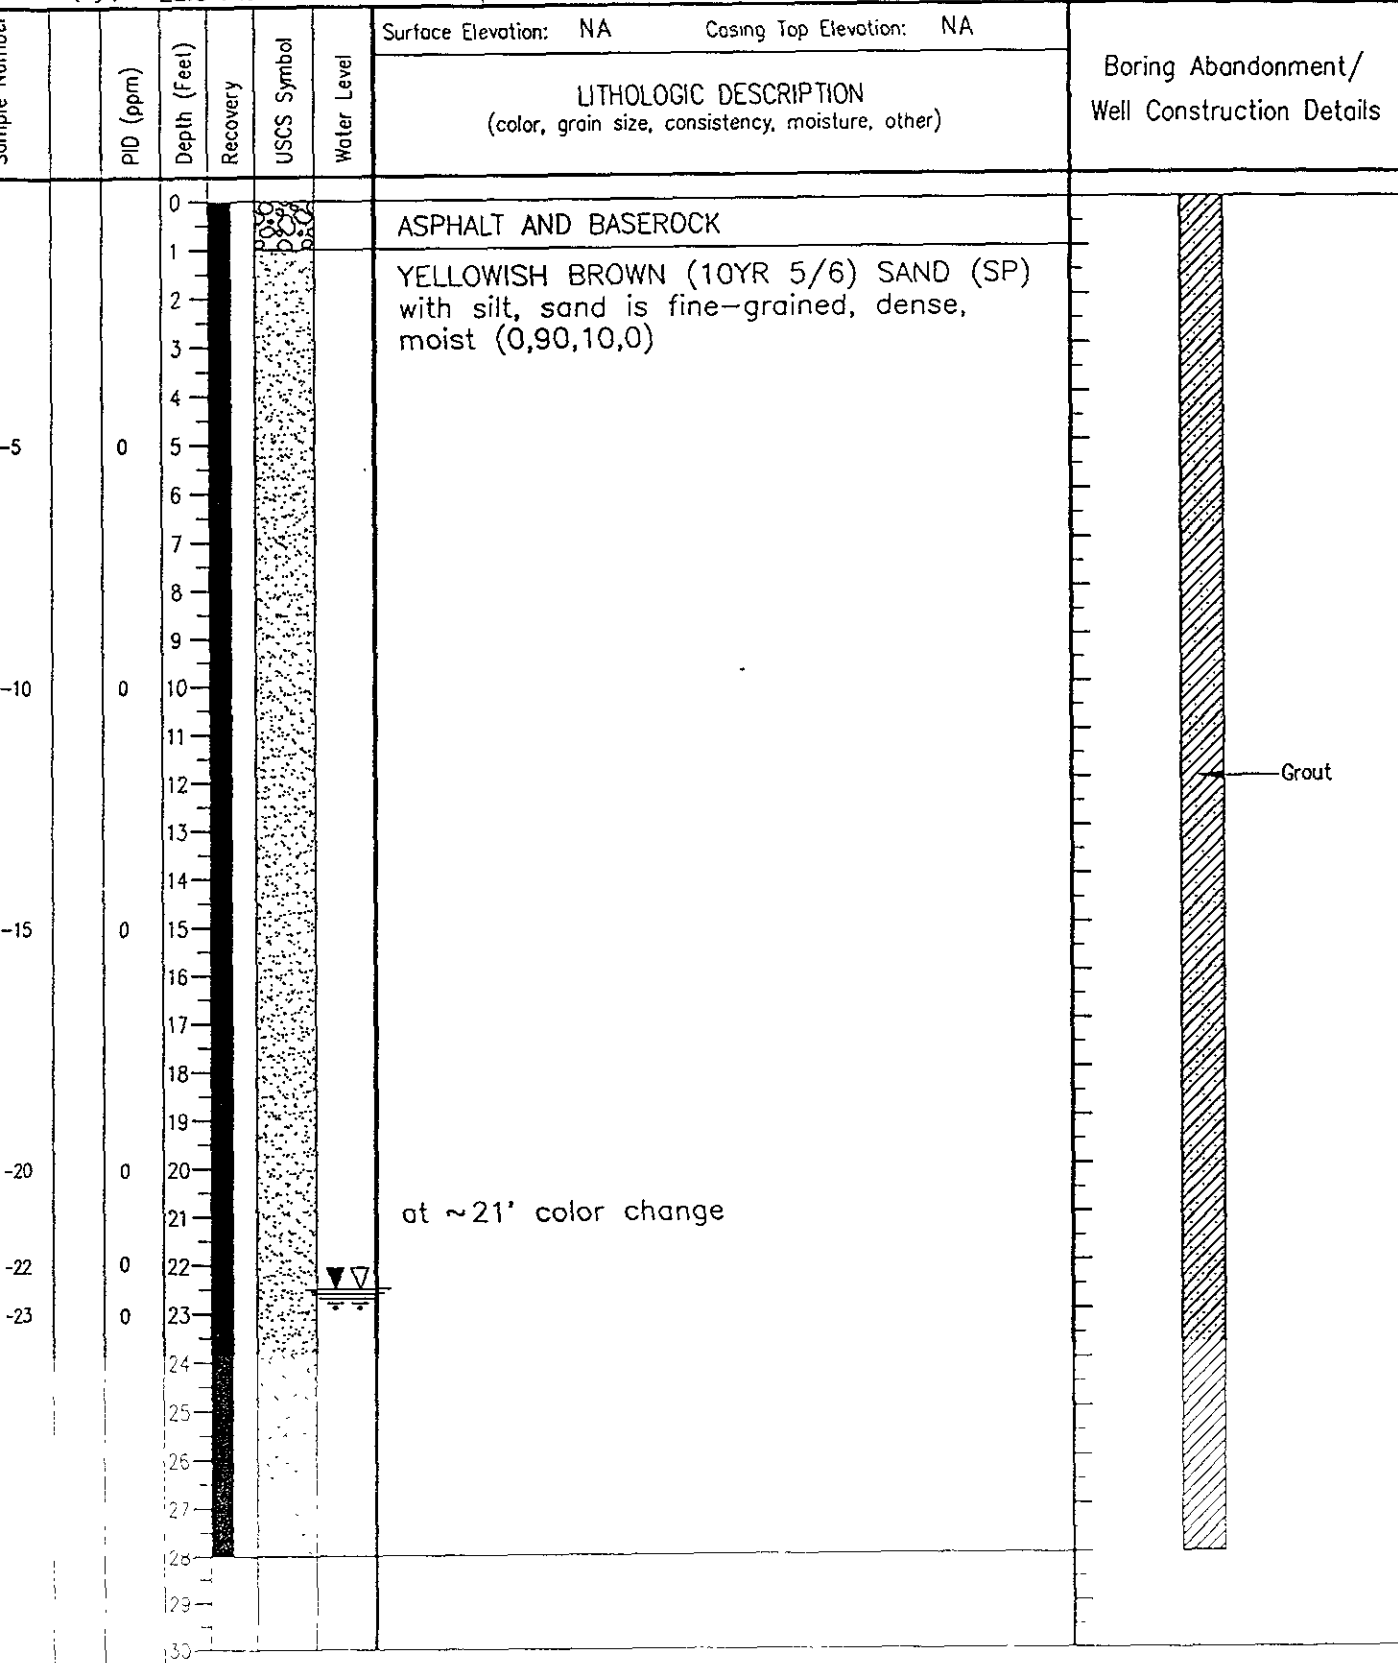 Surface Elevation: NA Casing Top Elevation: NA
Sample Number
PID (ppm)
Depth (Feet)
Recovery
USCS Symbol
Water Level
LITHOLOGIC DESCRIPTION
(color, grain size, consistency, moisture, other)
Boring Abandonment/
Well Construction Details
0
ASPHALT AND BASEROCK
1
YELLOWISH BROWN (10YR 5/6) SAND (SP)
2
with silt, sand is fine-grained, dense,
3
moist (0,90,10,0)
4
-5 0 5
6
7
8
9
-10 0 10
11
12 Grout
13
14
-15 0 15
16
17
18
19
-20 0 20
21 at ~21' color change
-22 0 22
-23 0 23
24
25
26
27
28
29
30